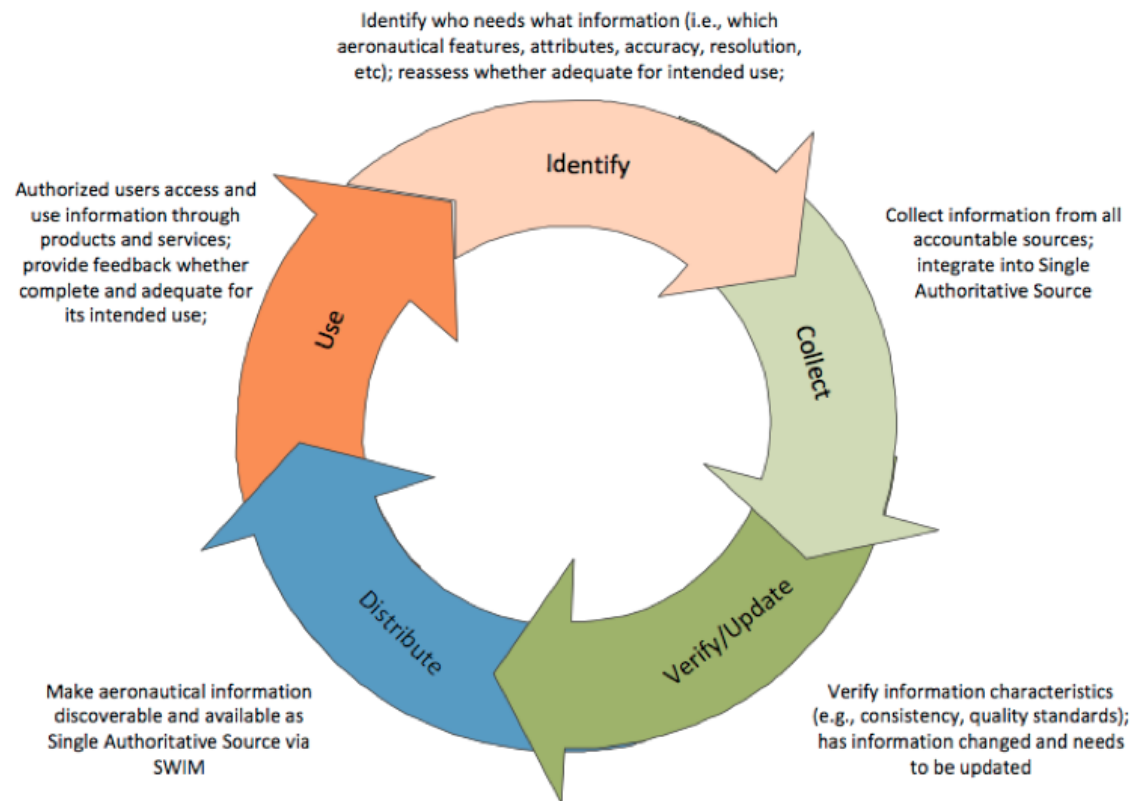 Identify who needs what information (i.e., which
aeronautical features, attributes, accuracy, resolution,
etc); reassess whether adequate for intended use;
Identify
Authorized users access and
use information through
products and services;
provide feedback whether
complete and adequate for
its intended use;
Collect information from all
accountable sources;
integrate into Single
Authoritative Source
Use
Collect
Distribute
Verify/Update
Make aeronautical information
discoverable and available as
Single Authoritative Source via
SWIM
Verify information characteristics
(e.g., consistency, quality standards);
has information changed and needs
to be updated